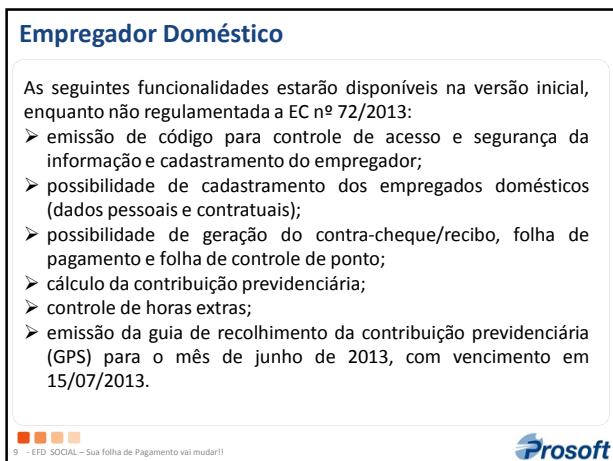 Empregador Doméstico
As seguintes funcionalidades estarão disponíveis na versão inicial,
enquanto não regulamentada a EC nº 72/2013:
➢ emissão de código para controle de acesso e segurança da
informação e cadastramento do empregador;
➢ possibilidade de cadastramento dos empregados domésticos
(dados pessoais e contratuais);
➢ possibilidade de geração do contra-cheque/recibo, folha de
pagamento e folha de controle de ponto;
➢ cálculo da contribuição previdenciária;
➢ controle de horas extras;
➢ emissão da guia de recolhimento da contribuição previdenciária
(GPS) para o mês de junho de 2013, com vencimento em
15/07/2013.
9 - EFD SOCIAL – Sua folha de Pagamento vai mudar!!
Prosoft